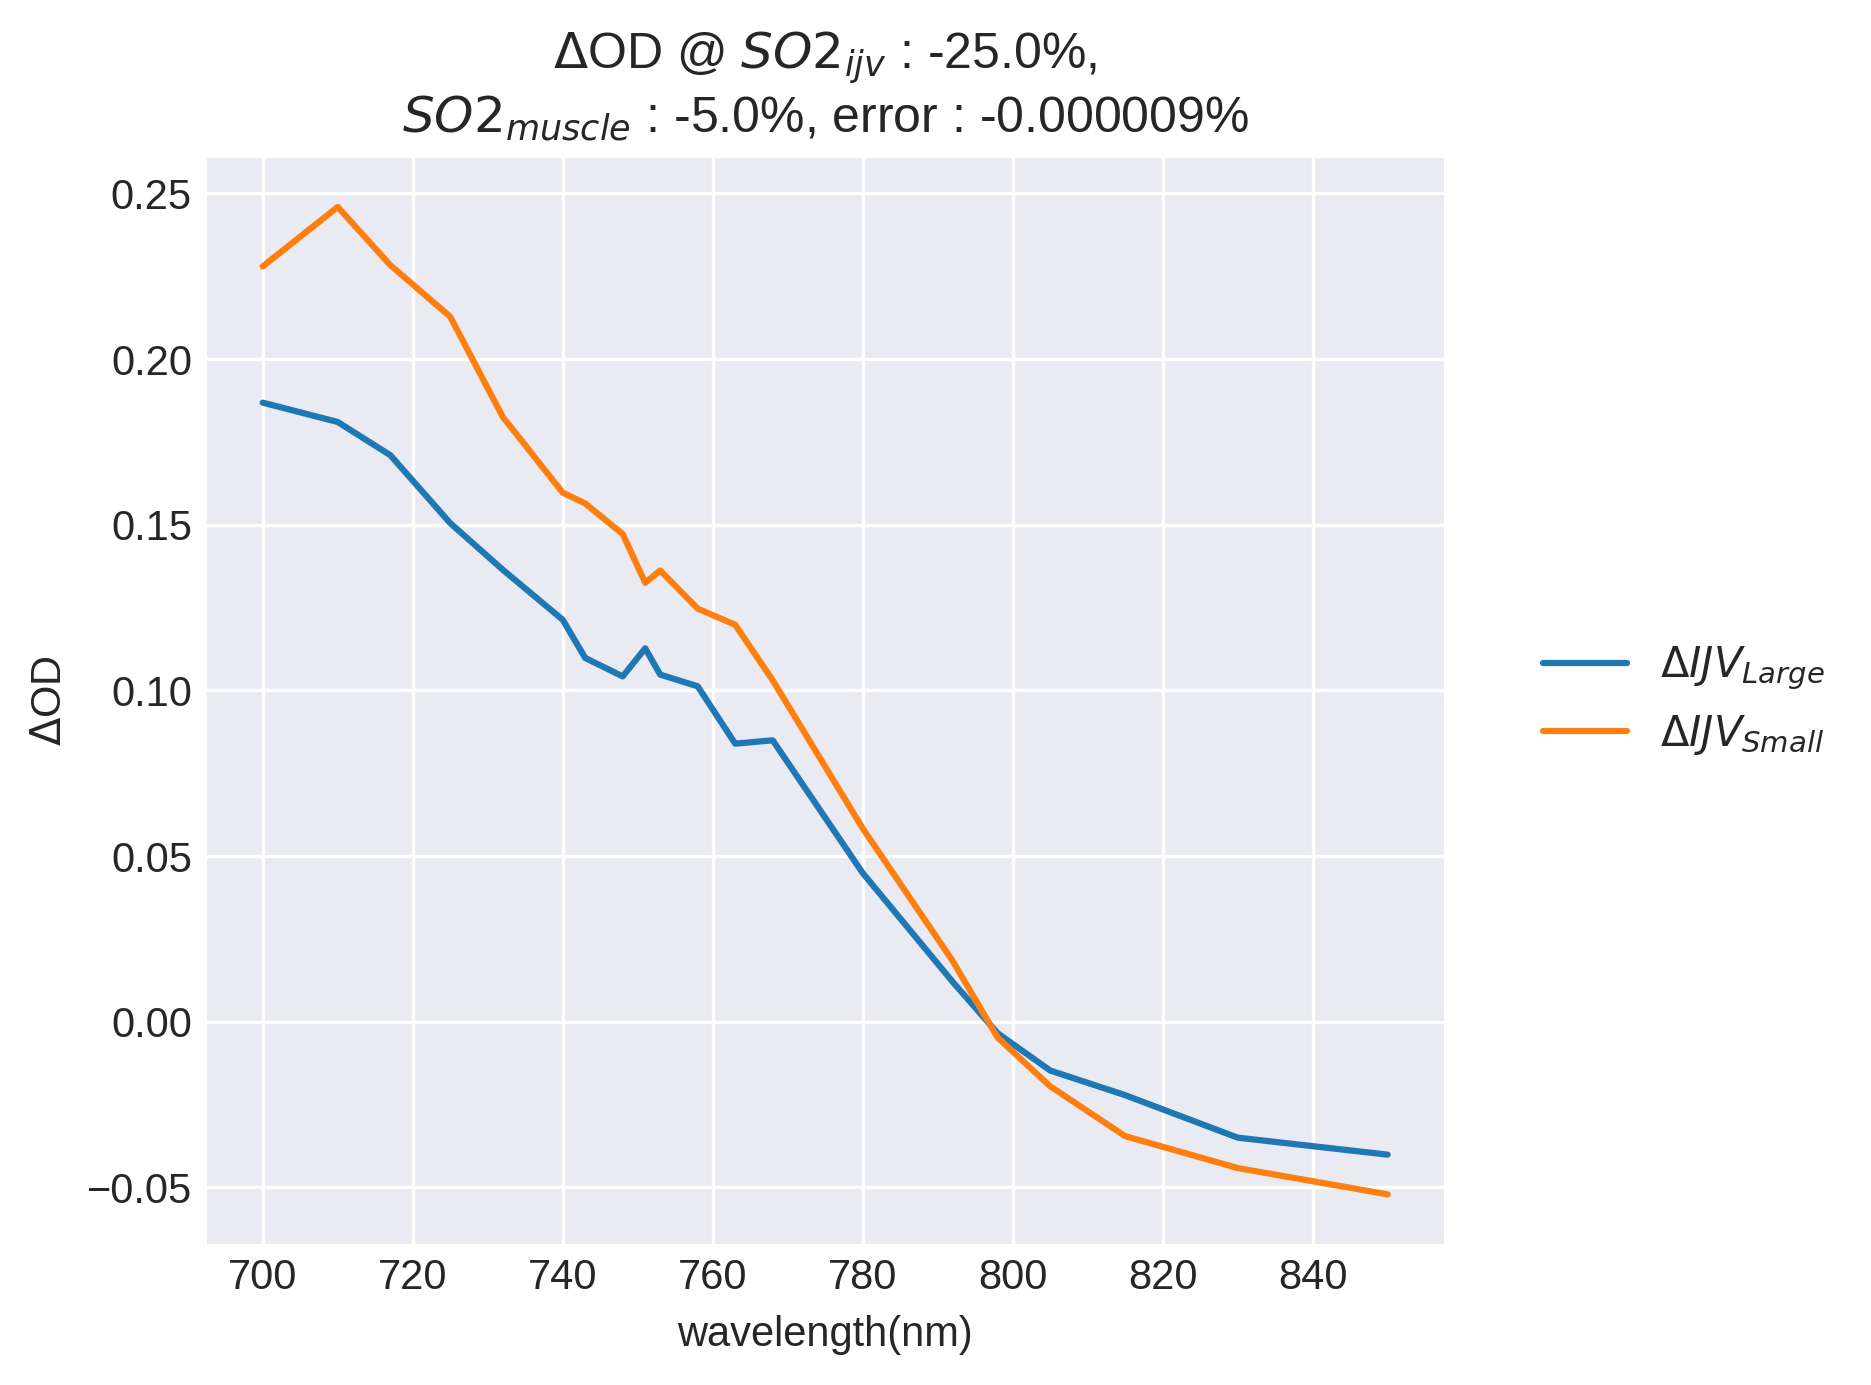 ΔOD @ SO2ijv : -25.0%,
SO2muscle : -5.0%, error : -0.000009%
0.25
0.20
0.15
0.10
0.05
0.00
−0.05
ΔOD
700 720 740 760 780 800 820 840
wavelength(nm)
ΔIJVLarge
ΔIJVSmall